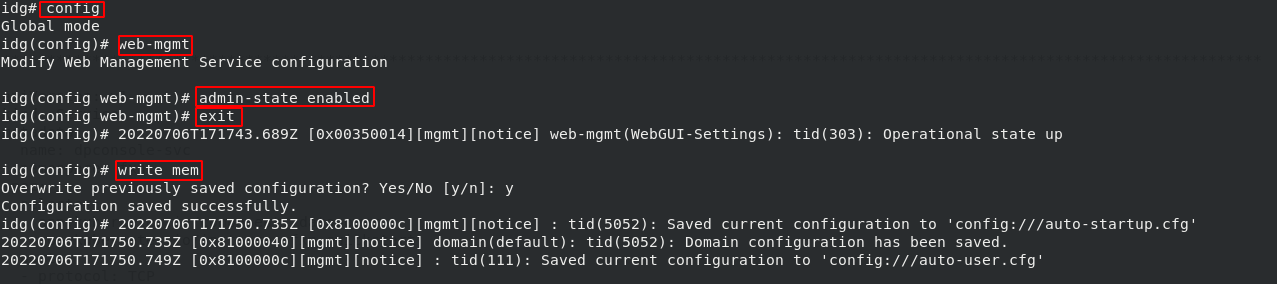 idg# config
Global mode
idg(config)# web-mgmt
Modify Web Management Service configuration
idg(config web-mgmt)# admin-state enabled
idg(config web-mgmt)# exit
idg(config)# 20220706T171743.689Z [0x00350014][mgmt][notice] web-mgmt(WebGUI-Settings): tid(303): Operational state up
idg(config)# write mem
Overwrite previously saved configuration? Yes/No [y/n]: y
Configuration saved successfully.
idg(config)# 20220706T171750.735Z [0x8100000c][mgmt][notice] : tid(5052): Saved current configuration to 'config:///auto-startup.cfg'
20220706T171750.735Z [0x81000040][mgmt][notice] domain(default): tid(5052): Domain configuration has been saved.
20220706T171750.749Z [0x8100000c][mgmt][notice] : tid(111): Saved current configuration to 'config:///auto-user.cfg'
protocol: TCP